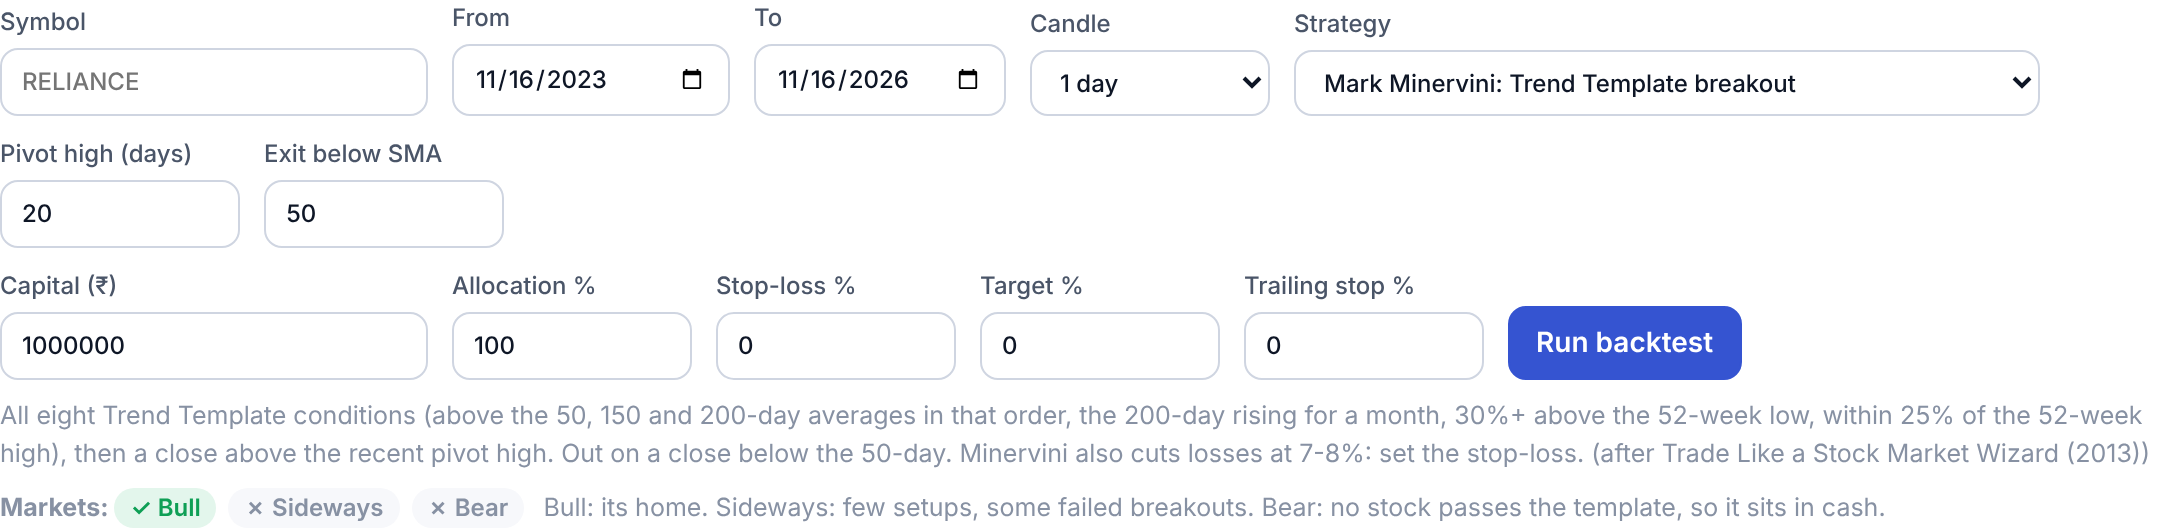 Symbol From To Candle Strategy
RELIANCE 11/16/2023 11/16/2026 1 day Mark Minervini: Trend Template breakout
Pivot high (days) Exit below SMA
20 50
Capital (₹) Allocation % Stop-loss % Target % Trailing stop %
1000000 100 0 0 0 Run backtest
All eight Trend Template conditions (above the 50, 150 and 200-day averages in that order, the 200-day rising for a month, 30%+ above the 52-week low, within 25% of the 52-week
high), then a close above the recent pivot high. Out on a close below the 50-day. Minervini also cuts losses at 7-8%: set the stop-loss. (after Trade Like a Stock Market Wizard (2013))
Markets: ✓ Bull × Sideways × Bear Bull: its home. Sideways: few setups, some failed breakouts. Bear: no stock passes the template, so it sits in cash.